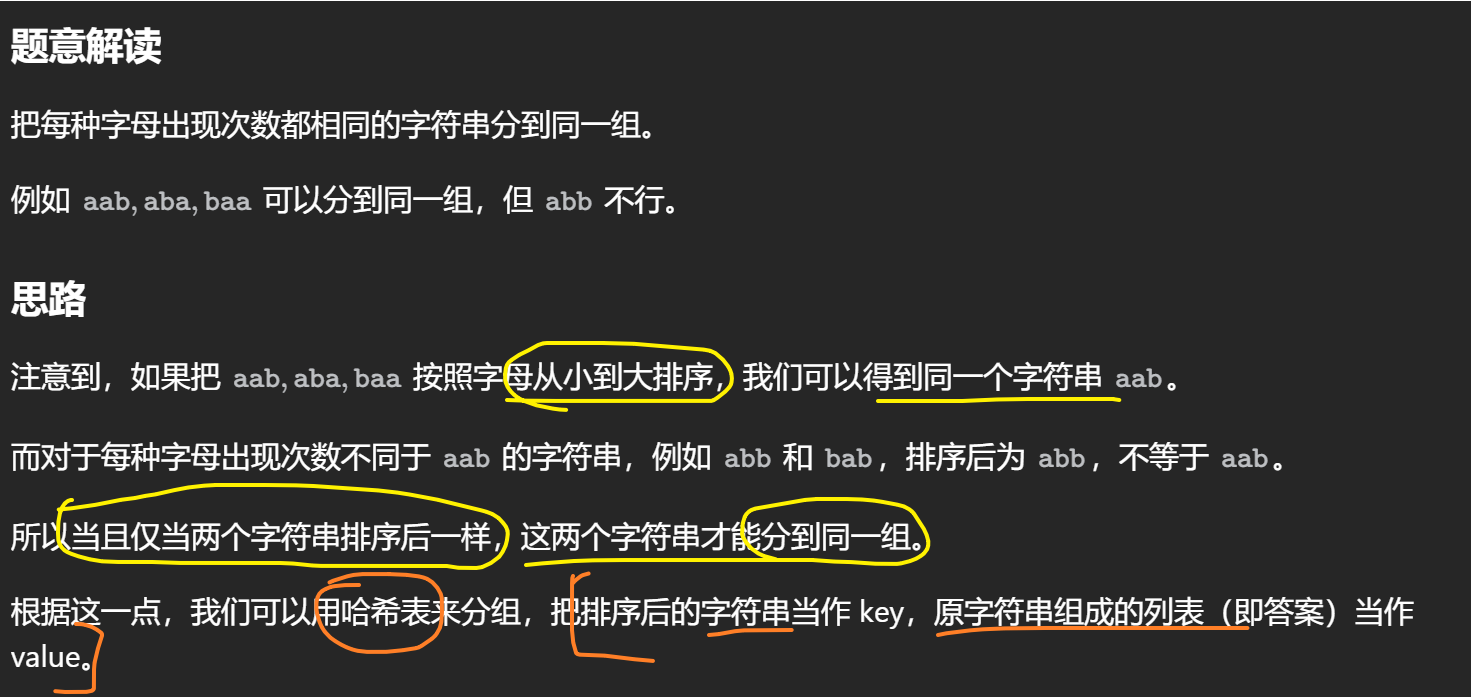 题意解读
把每种字母出现次数都相同的字符串分到同一组。
例如 aab, aba, baa 可以分到同一组，但 abb 不行。
思路
注意到，如果把 aab, aba, baa 按照字母从小到大排序，我们可以得到同一个字符串 aab。
而对于每种字母出现次数不同于 aab 的字符串，例如 abb 和 bab，排序后为 abb，不等于 aab。
所以当且仅当两个字符串排序后一样，这两个字符串才能分到同一组。
根据这一点，我们可以用哈希表来分组，把排序后的字符串当作 key，原字符串组成的列表（即答案）当作
value。